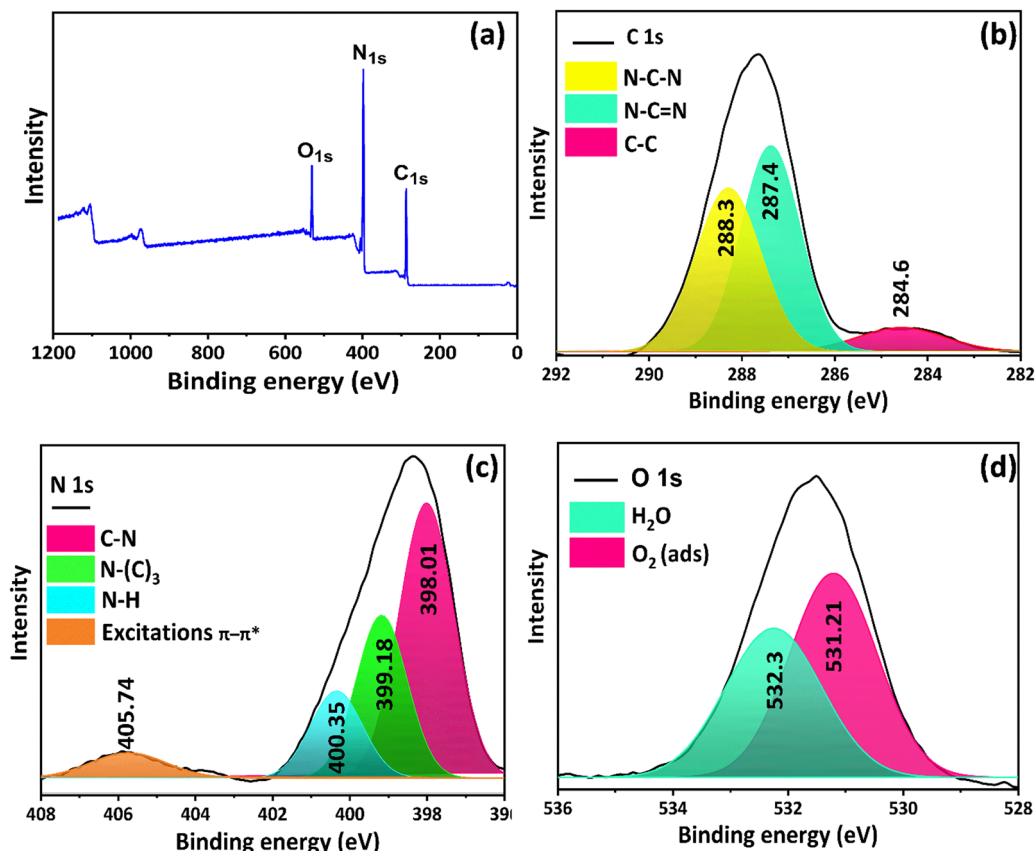 (a)
N1s
O1s
C1s
Intensity
1200 1000 800 600 400 200 0
Binding energy (eV)
(b)
C 1s
N-C-N
N-C=N
C-C
288.3
287.4
284.6
Intensity
292 290 288 286 284 282
Binding energy (eV)
(c)
N 1s
C-N
N-(C)3
N-H
Excitations π–π*
405.74
400.35
399.18
398.01
Intensity
408 406 404 402 400 398
Binding energy (eV)
(d)
O 1s
H2O
O2 (ads)
532.3
531.21
Intensity
536 534 532 530 528
Binding energy (eV)